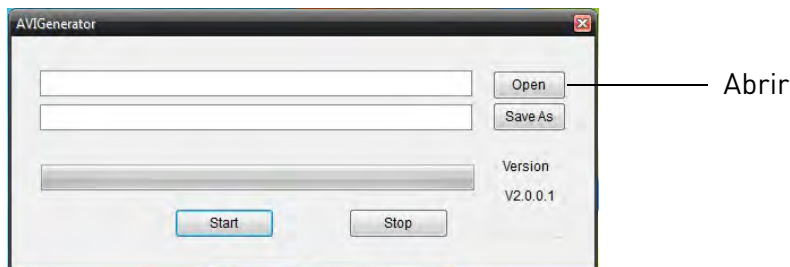 AVIGenerator
Open
Abrir
Save As
Version
V2.0.0.1
Start
Stop